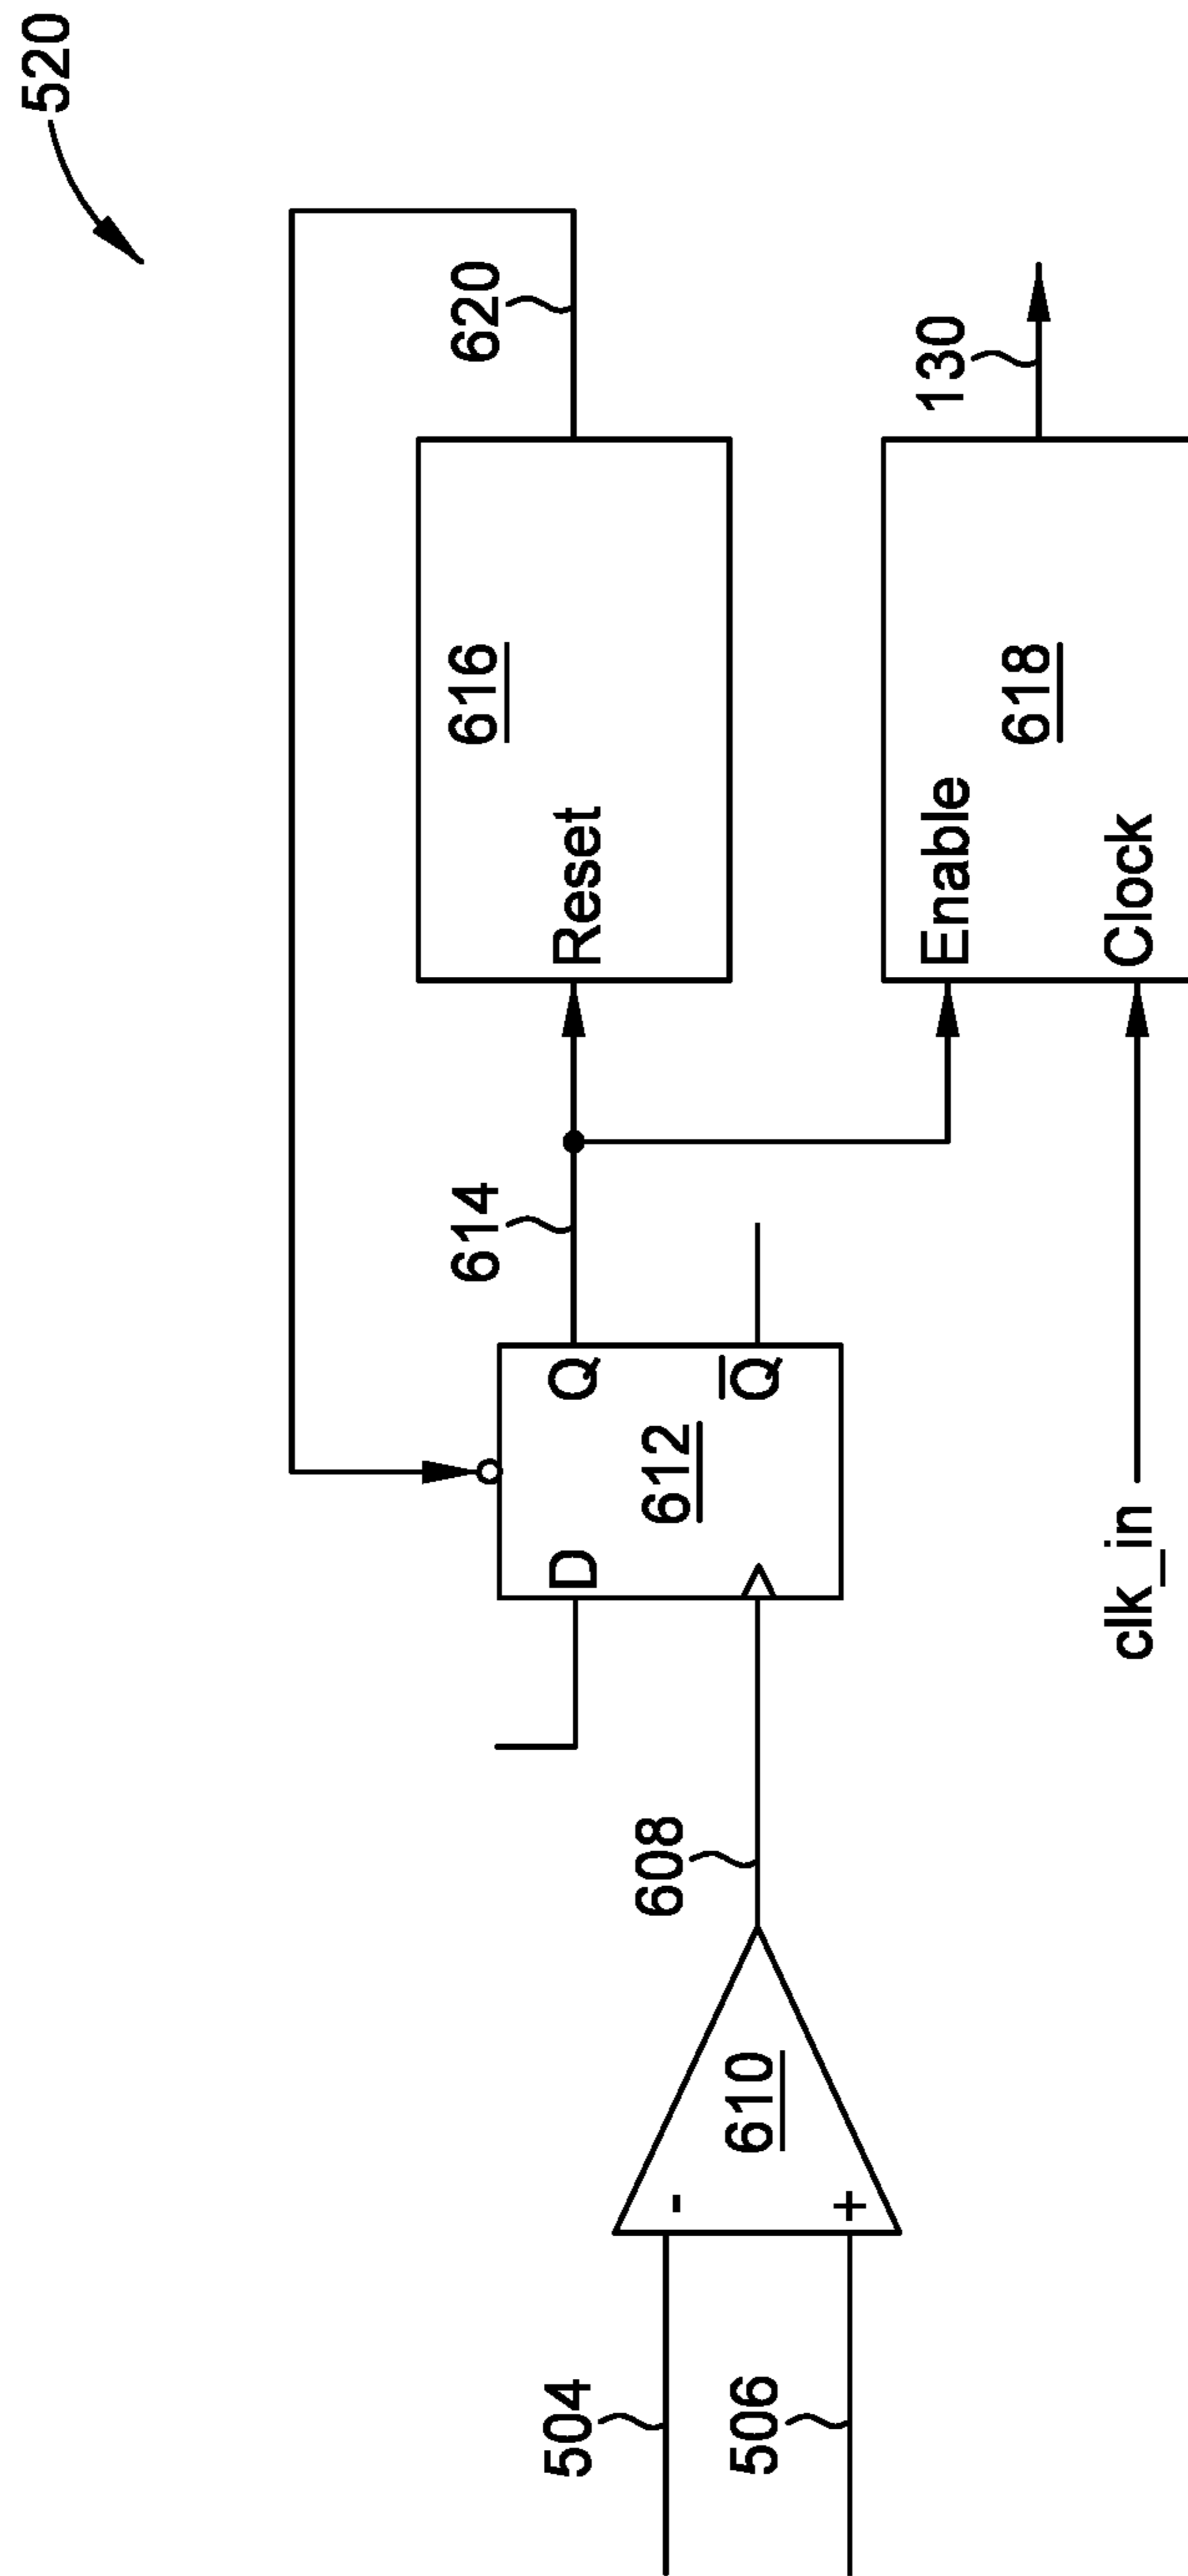 520
620
130
616
Reset
618
Enable
Clock
614
Q
Q̅
612
D
clk_in
608
610
-
+
504
506